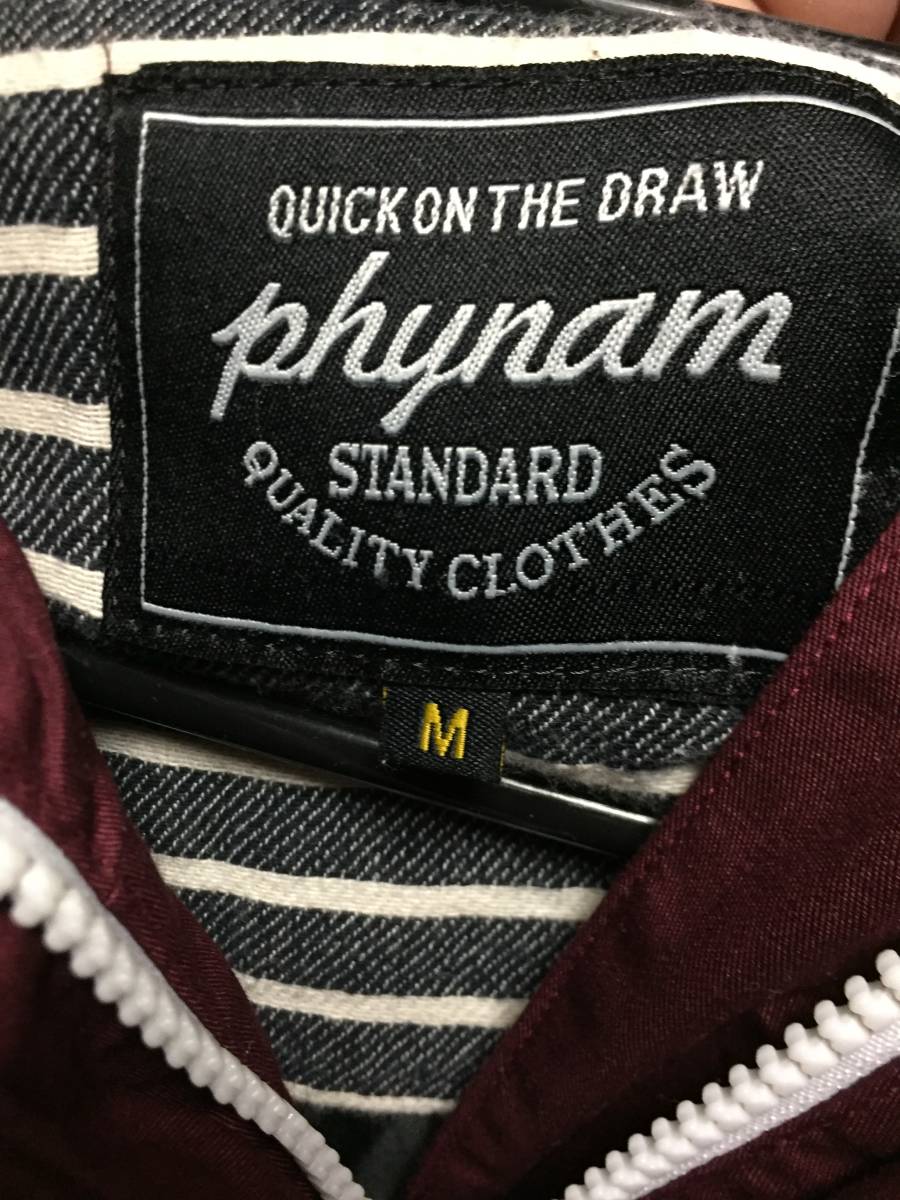 QUICK ON THE DRAW
phynam
STANDARD
QUALITY CLOTHES
M